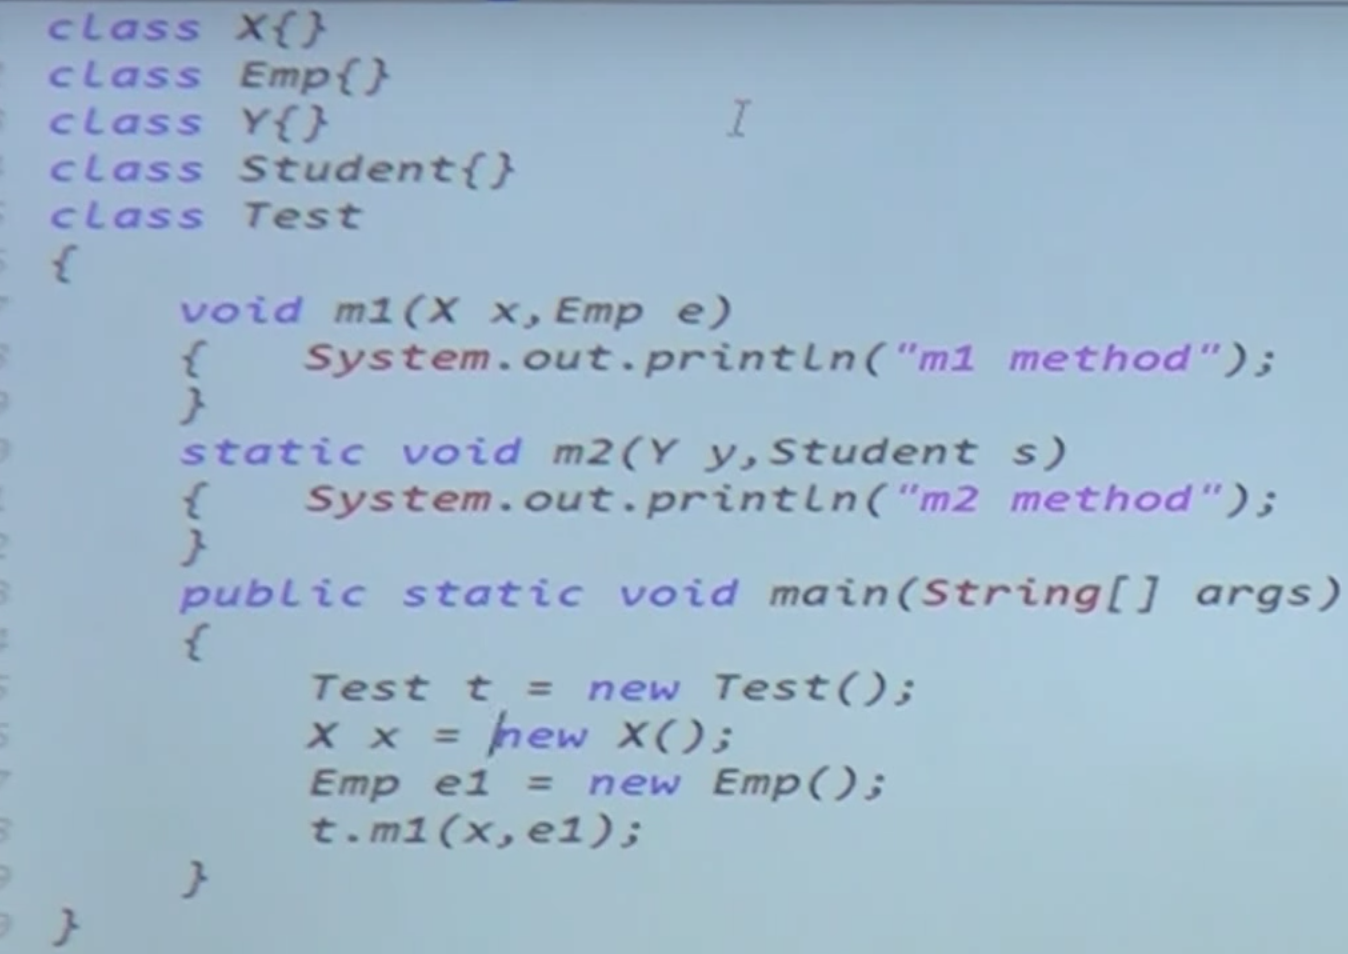 class X{}
class Emp{}
class Y{}
class Student{}
class Test
{
void m1(X x,Emp e)
{ System.out.println("m1 method");
}
static void m2(Y y,Student s)
{ System.out.println("m2 method");
}
public static void main(String[] args)
{
Test t = new Test();
X x = new X();
Emp e1 = new Emp();
t.m1(x,e1);
}
}